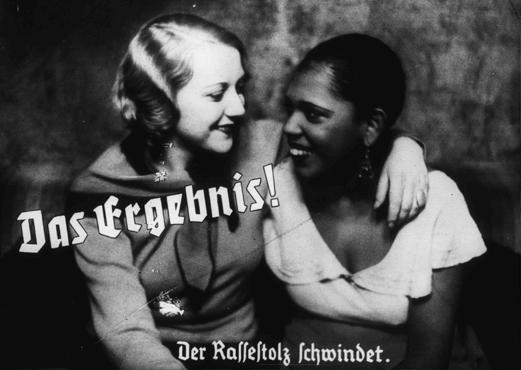 Das Ergebnis!
Der Rassestolz schwindet.